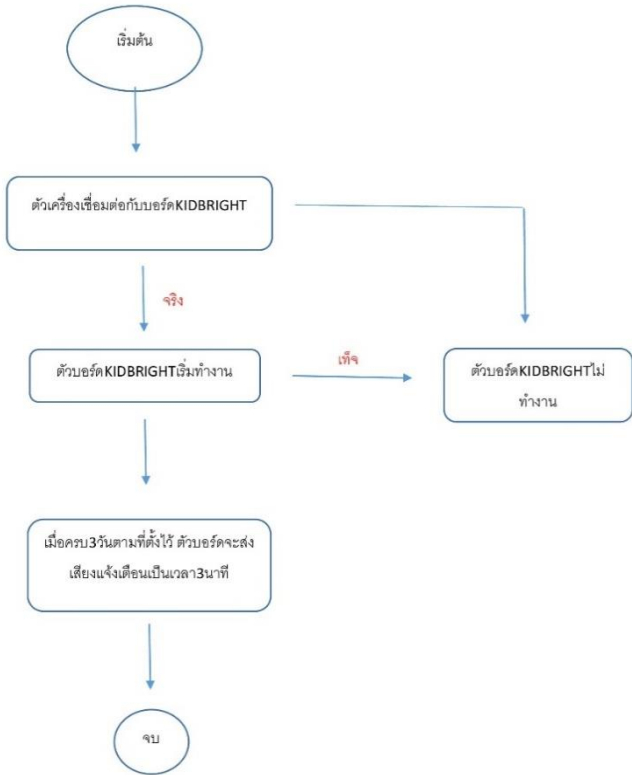 เริ่มต้น
ตัวเครื่องเชื่อมต่อกับบอร์ดKIDBRIGHT
จริง
ตัวบอร์ดKIDBRIGHTเริ่มทำงาน
เท็จ
ตัวบอร์ดKIDBRIGHTไม่
ทำงาน
เมื่อครบ3วันตามที่ตั้งไว้ ตัวบอร์ดจะส่ง
เสียงแจ้งเตือนเป็นเวลา3นาที
จบ